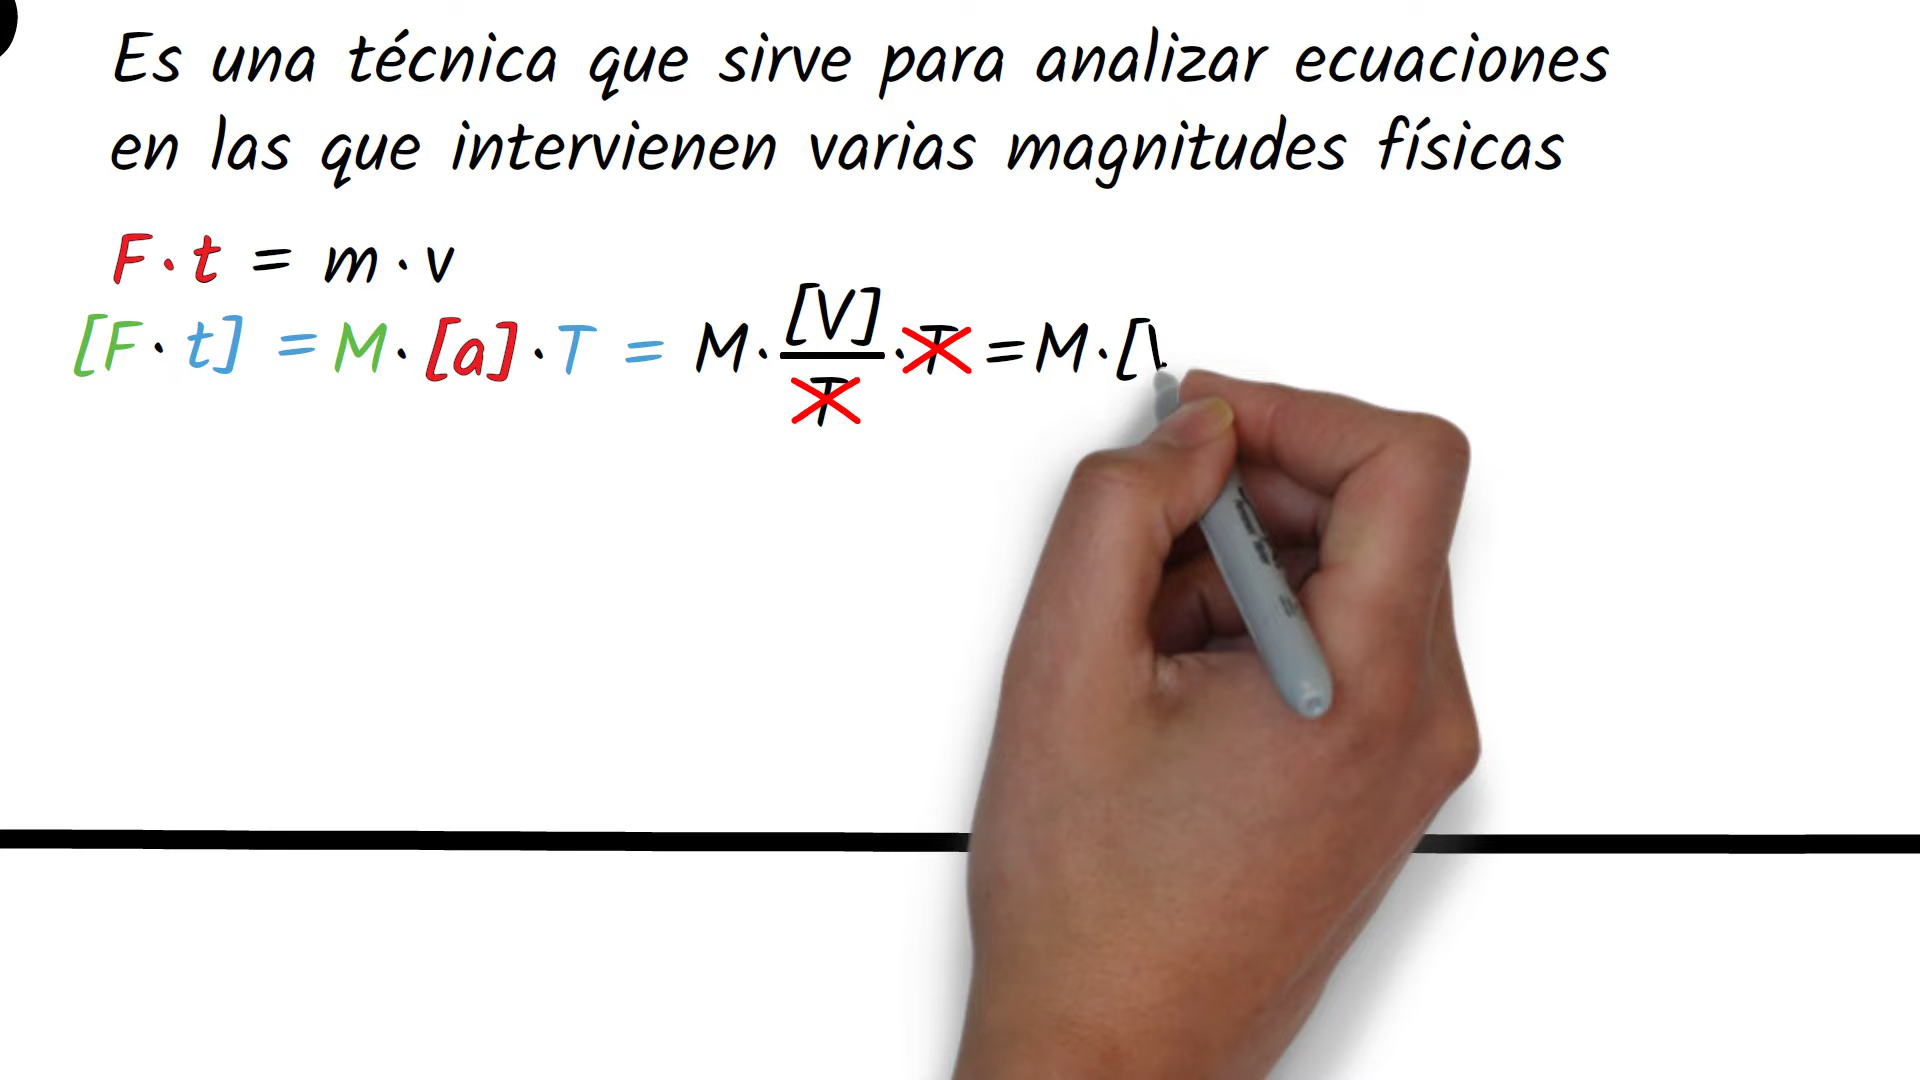 Es una técnica que sirve para analizar ecuaciones
en las que intervienen varias magnitudes físicas
F·t = m·v
[F·t] = M·[a]·T = M·[V]/T·T = M·[